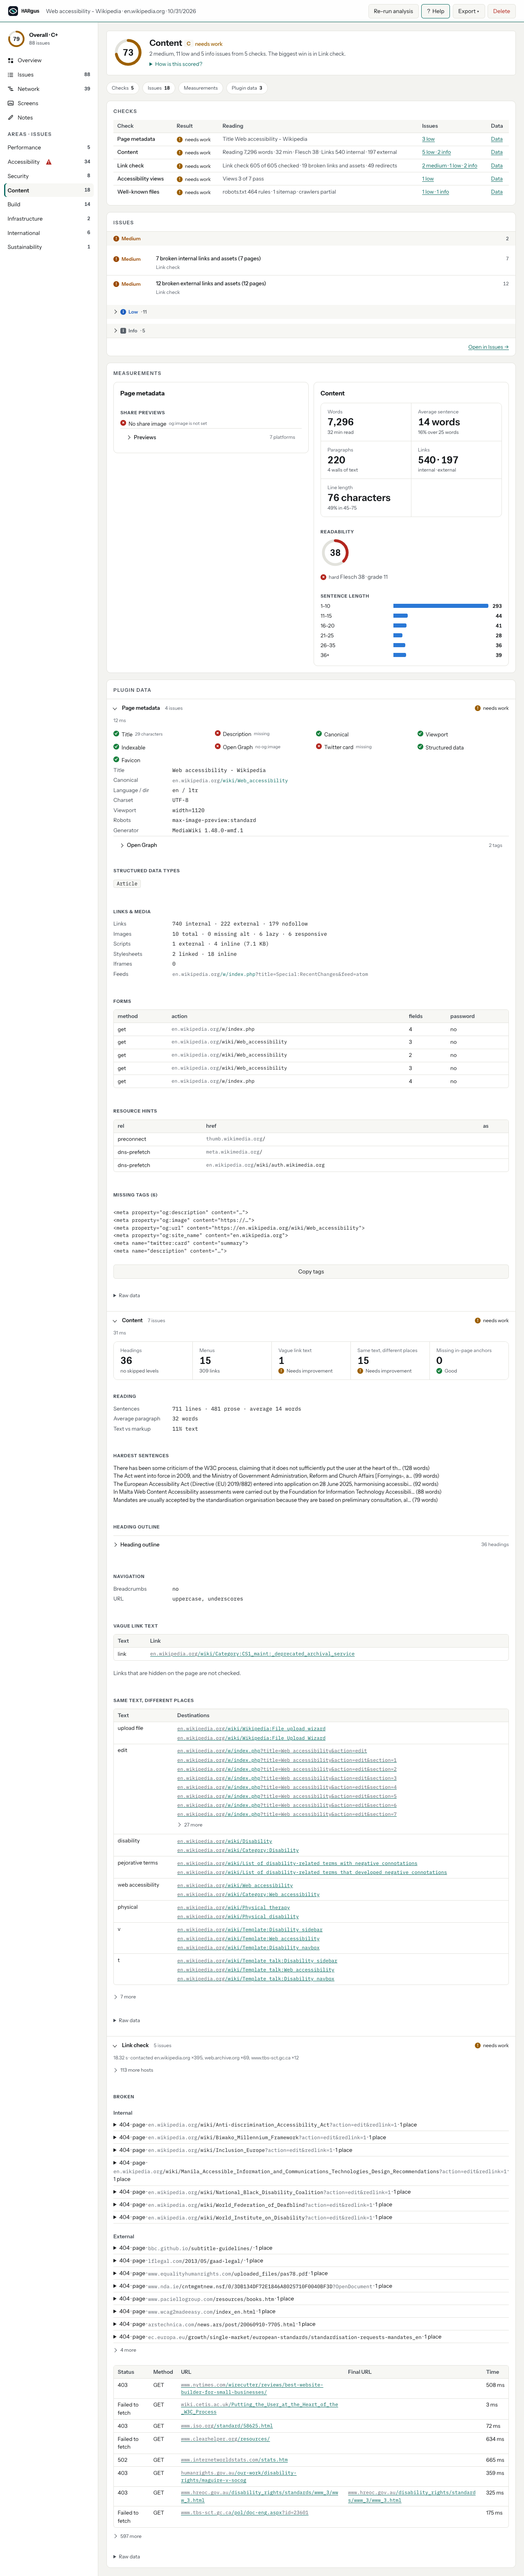 HARgus
Web accessibility – Wikipedia · en.wikipedia.org · 10/31/2026
Re-run analysis
? Help
Export
Delete
79
Overall · C+
88 issues
Overview
Issues 88
Network 39
Screens
Notes
AREAS · ISSUES
Performance 5
Accessibility 34
Security 8
Content 18
Build 14
Infrastructure 2
International 6
Sustainability 1
73
Content C needs work
2 medium, 11 low and 5 info issues from 5 checks. The biggest win is in Link check.
How is this scored?
Checks 5
Issues 18
Measurements
Plugin data 3
CHECKS
Check Result Reading Issues Data
Page metadata needs work Title Web accessibility – Wikipedia 3 low Data
Content needs work Reading 7,296 words · 32 min · Flesch 38 · Links 540 internal · 197 external 5 low · 2 info Data
Link check needs work Link check 605 of 605 checked · 19 broken links and assets · 49 redirects 2 medium · 1 low · 2 info Data
Accessibility views needs work Views 3 of 7 pass 1 low Data
Well-known files needs work robots.txt 464 rules · 1 sitemap · crawlers partial 1 low · 1 info Data
ISSUES
Medium 2
Medium 7 broken internal links and assets (7 pages) 7
Link check
Medium 12 broken external links and assets (12 pages) 12
Link check
Low · 11
Info · 5
Open in Issues →
MEASUREMENTS
Page metadata
SHARE PREVIEWS
No share image og:image is not set
Previews 7 platforms
Content
Words
7,296
32 min read
Average sentence
14 words
16% over 25 words
Paragraphs
220
4 walls of text
Links
540 · 197
internal · external
Line length
76 characters
49% in 45–75
READABILITY
38
hard Flesch 38 · grade 11
SENTENCE LENGTH
1–10 293
11–15 44
16–20 41
21–25 28
26–35 36
36+ 39
PLUGIN DATA
Page metadata 4 issues needs work
12 ms
Title 29 characters
Description missing
Canonical
Viewport
Indexable
Open Graph no og:image
Twitter card missing
Structured data
Favicon
Title Web accessibility - Wikipedia
Canonical en.wikipedia.org/wiki/Web_accessibility
Language / dir en / ltr
Charset UTF-8
Viewport width=1120
Robots max-image-preview:standard
Generator MediaWiki 1.48.0-wmf.1
Open Graph 2 tags
STRUCTURED DATA TYPES
Article
LINKS & MEDIA
Links 740 internal · 222 external · 179 nofollow
Images 10 total · 0 missing alt · 6 lazy · 6 responsive
Scripts 1 external · 4 inline (7.1 KB)
Stylesheets 2 linked · 18 inline
Iframes 0
Feeds en.wikipedia.org/w/index.php?title=Special:RecentChanges&feed=atom
FORMS
method action fields password
get en.wikipedia.org/w/index.php 4 no
get en.wikipedia.org/wiki/Web_accessibility 3 no
get en.wikipedia.org/wiki/Web_accessibility 2 no
get en.wikipedia.org/wiki/Web_accessibility 3 no
get en.wikipedia.org/w/index.php 4 no
RESOURCE HINTS
rel href as
preconnect thumb.wikimedia.org/
dns-prefetch meta.wikimedia.org/
dns-prefetch en.wikipedia.org/wiki/auth.wikimedia.org
MISSING TAGS (6)
<meta property="og:description" content="…">
<meta property="og:image" content="https://…">
<meta property="og:url" content="https://en.wikipedia.org/wiki/Web_accessibility">
<meta property="og:site_name" content="en.wikipedia.org">
<meta name="twitter:card" content="summary">
<meta name="description" content="…">
Copy tags
Raw data
Content 7 issues needs work
31 ms
Headings
36
no skipped levels
Menus
15
309 links
Vague link text
1
Needs improvement
Same text, different places
15
Needs improvement
Missing in-page anchors
0
Good
READING
Sentences 711 lines · 481 prose · average 14 words
Average paragraph 32 words
Text vs markup 11% text
HARDEST SENTENCES
There has been some criticism of the W3C process, claiming that it does not sufficiently put the user at the heart of th… (128 words)
The Act went into force in 2009, and the Ministry of Government Administration, Reform and Church Affairs [Fornyings-, a… (99 words)
The European Accessibility Act (Directive (EU) 2019/882) entered into application on 28 June 2025, harmonising accessibi… (92 words)
In Malta Web Content Accessibility assessments were carried out by the Foundation for Information Technology Accessibili… (88 words)
Mandates are usually accepted by the standardisation organisation because they are based on preliminary consultation, al… (79 words)
HEADING OUTLINE
Heading outline 36 headings
NAVIGATION
Breadcrumbs no
URL uppercase, underscores
VAGUE LINK TEXT
Text Link
link en.wikipedia.org/wiki/Category:CS1_maint:_deprecated_archival_service
Links that are hidden on the page are not checked.
SAME TEXT, DIFFERENT PLACES
Text Destinations
upload file en.wikipedia.org/wiki/Wikipedia:File_upload_wizard
en.wikipedia.org/wiki/Wikipedia:File_Upload_Wizard
edit en.wikipedia.org/w/index.php?title=Web_accessibility&action=edit
en.wikipedia.org/w/index.php?title=Web_accessibility&action=edit&section=1
en.wikipedia.org/w/index.php?title=Web_accessibility&action=edit&section=2
en.wikipedia.org/w/index.php?title=Web_accessibility&action=edit&section=3
en.wikipedia.org/w/index.php?title=Web_accessibility&action=edit&section=4
en.wikipedia.org/w/index.php?title=Web_accessibility&action=edit&section=5
en.wikipedia.org/w/index.php?title=Web_accessibility&action=edit&section=6
en.wikipedia.org/w/index.php?title=Web_accessibility&action=edit&section=7
27 more
disability en.wikipedia.org/wiki/Disability
en.wikipedia.org/wiki/Category:Disability
pejorative terms en.wikipedia.org/wiki/List_of_disability-related_terms_with_negative_connotations
en.wikipedia.org/wiki/List_of_disability-related_terms_that_developed_negative_connotations
web accessibility en.wikipedia.org/wiki/Web_accessibility
en.wikipedia.org/wiki/Category:Web_accessibility
physical en.wikipedia.org/wiki/Physical_therapy
en.wikipedia.org/wiki/Physical_disability
v en.wikipedia.org/wiki/Template:Disability_sidebar
en.wikipedia.org/wiki/Template:Web_accessibility
en.wikipedia.org/wiki/Template:Disability_navbox
t en.wikipedia.org/wiki/Template_talk:Disability_sidebar
en.wikipedia.org/wiki/Template_talk:Web_accessibility
en.wikipedia.org/wiki/Template_talk:Disability_navbox
7 more
Raw data
Link check 5 issues needs work
18.32 s · contacted en.wikipedia.org ×395, web.archive.org ×69, www.tbs-sct.gc.ca ×12
113 more hosts
BROKEN
Internal
404 · page · en.wikipedia.org/wiki/Anti-discrimination_Accessibility_Act?action=edit&redlink=1 · 1 place
404 · page · en.wikipedia.org/wiki/Biwako_Millennium_Framework?action=edit&redlink=1 · 1 place
404 · page · en.wikipedia.org/wiki/Inclusion_Europe?action=edit&redlink=1 · 1 place
404 · page ·
en.wikipedia.org/wiki/Manila_Accessible_Information_and_Communications_Technologies_Design_Recommendations?action=edit&redlink=1 ·
1 place
404 · page · en.wikipedia.org/wiki/National_Black_Disability_Coalition?action=edit&redlink=1 · 1 place
404 · page · en.wikipedia.org/wiki/World_Federation_of_Deafblind?action=edit&redlink=1 · 1 place
404 · page · en.wikipedia.org/wiki/World_Institute_on_Disability?action=edit&redlink=1 · 1 place
External
404 · page · bbc.github.io/subtitle-guidelines/ · 1 place
404 · page · lflegal.com/2013/05/gaad-legal/ · 1 place
404 · page · www.equalityhumanrights.com/uploaded_files/pas78.pdf · 1 place
404 · page · www.nda.ie/cntmgmtnew.nsf/0/3DB134DF72E1846A8025710F0040BF3D?OpenDocument · 1 place
404 · page · www.paciellogroup.com/resources/books.htm · 1 place
404 · page · www.wcag2madeeasy.com/index_en.html · 1 place
404 · page · arstechnica.com/news.ars/post/20060910-7705.html · 1 place
404 · page · ec.europa.eu/growth/single-market/european-standards/standardisation-requests-mandates_en · 1 place
4 more
Status Method URL Final URL Time
403 GET www.nytimes.com/wirecutter/reviews/best-website-builder-for-small-businesses/ 508 ms
Failed to fetch GET wiki.cetis.ac.uk/Putting_the_User_at_the_Heart_of_the_W3C_Process 3 ms
403 GET www.iso.org/standard/58625.html 72 ms
Failed to fetch GET www.clearhelper.org/resources/ 634 ms
502 GET www.internetworldstats.com/stats.htm 665 ms
403 GET humanrights.gov.au/our-work/disability-rights/maguire-v-socog 359 ms
403 GET www.hreoc.gov.au/disability_rights/standards/www_3/www_3.html www.hreoc.gov.au/disability_rights/standards/www_3/www_3.html 325 ms
Failed to fetch GET www.tbs-sct.gc.ca/pol/doc-eng.aspx?id=23601 175 ms
597 more
Raw data